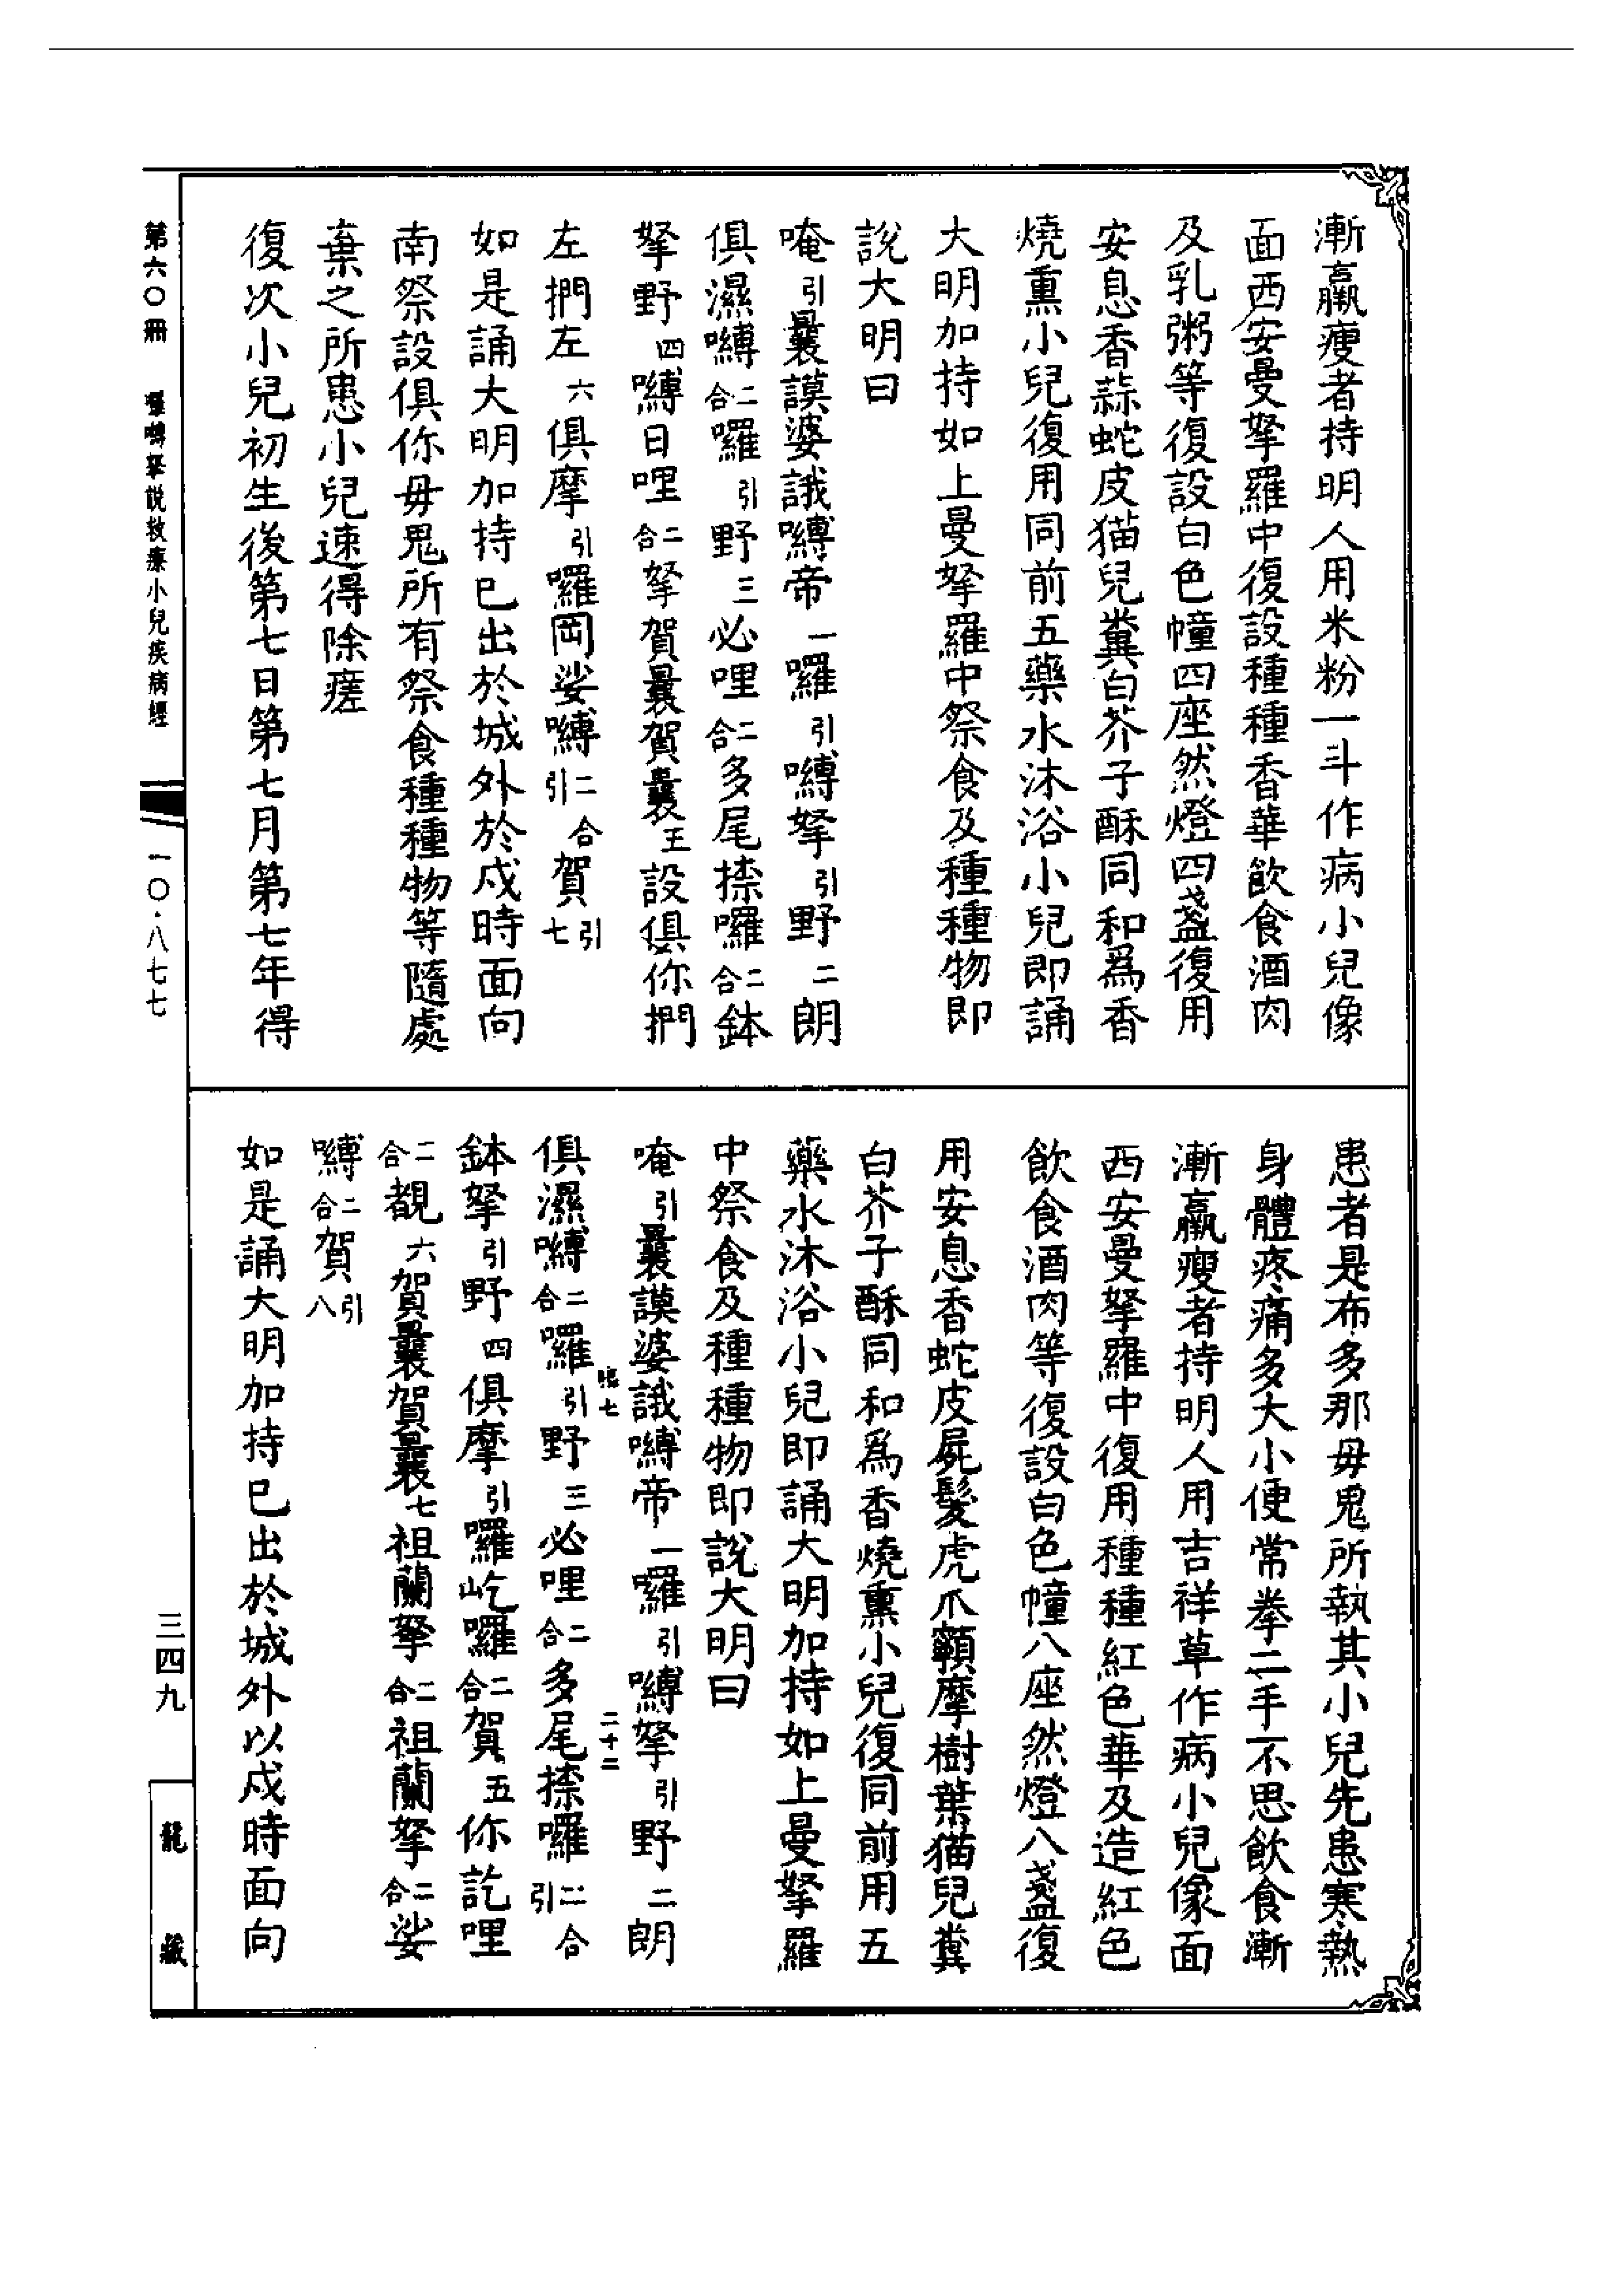 漸羸瘦者持明人用米粉一斗作病小兒像
面西安曼拏羅中復設種種香華飲食酒肉
及乳粥等復設白色幢四座然燈四盞復用
安息香蒜蛇皮猫兒糞白芥子酥同和爲香
燒熏小兒復用同前五藥水沐浴小兒即誦
大明加持如上曼拏羅中祭食及種種物即
說大明曰
唵引曩謨婆誐嚩帝一囉引嚩拏引野二朗
俱濕嚩二合囉引野三必哩二合多尾捺囉二合鉢
拏野四嚩日哩二合拏賀曩賀曩王設俱你捫
左捫左六俱摩引囉岡娑嚩二合引賀引七
如是誦大明加持已出於城外於戌時面向
南祭設俱你毋鬼所有祭食種種物等隨處
棄之所患小兒速得除瘥
復次小兒初生後第七日第七月第七年得
患者是布多那毋鬼所執其小兒先患寒熱
身體疼痛多大小便常拳二手不思飲食漸
漸羸瘦者持明人用吉祥草作病小兒像面
西安曼拏羅中復用種種紅色華及造紅色
飲食酒肉等復設白色幢八座然燈八盞復
用安息香蛇皮屍髮虎爪顐摩樹葉猫兒糞
白芥子酥同和爲香燒熏小兒復同前用五
藥水沐浴小兒即誦大明加持如上曼拏羅
中祭食及種種物即說大明曰
唵引曩謨婆誐嚩帝一囉引嚩拏引野二朗
二十二
俱濕嚩二合囉引野三必哩二合多尾捺囉二合引
鉢拏引野四俱摩引囉屹囉二合賀五你訖哩
二合覩六賀曩賀曩七祖蘭拏二合祖蘭拏二合娑
嚩二合賀引八
如是誦大明加持已出於城外以戌時面向
第六〇冊 囉嚩拏說救療小兒疾病經
一〇·八七七
三四九
龍藏